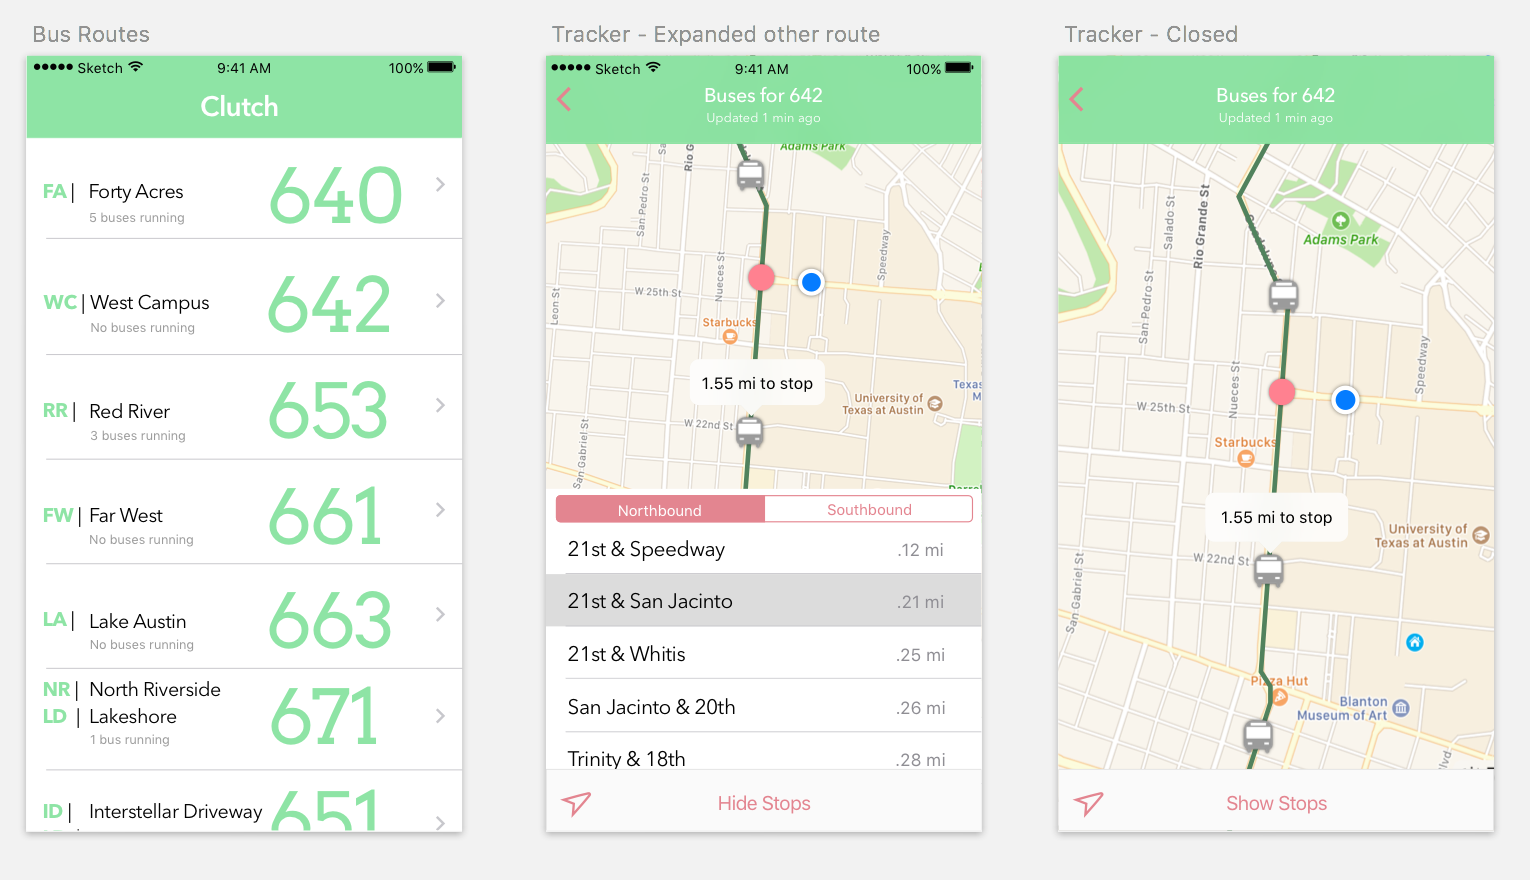 Bus Routes
Sketch 9:41 AM 100%
Clutch
FA | Forty Acres 640
5 buses running
WC | West Campus 642
No buses running
RR | Red River 653
3 buses running
FW | Far West 661
No buses running
LA | Lake Austin 663
No buses running
NR | North Riverside 671
LD | Lakeshore
1 bus running
ID | Interstellar Driveway 651
Tracker - Expanded other route
Sketch 9:41 AM 100%
Buses for 642
Updated 1 min ago
Adams Park
Rio Gr
San Pedro St
Speedway
Nueces St
Leon St
W 25th St
Starbucks
1.55 mi to stop
Texas
M
University of
Texas at Austin
W 22nd St
San Gabriel St
Northbound Southbound
21st & Speedway .12 mi
21st & San Jacinto .21 mi
21st & Whitis .25 mi
San Jacinto & 20th .26 mi
Trinity & 18th .28 mi
Hide Stops
Tracker - Closed
Buses for 642
Updated 1 min ago
Rio Grande St
Salado St
Guadalupe
Adams Park
San Pedro St
Speedway
Nueces St
W 25th St
Starbucks
1.55 mi to stop
University of
Texas at Austin
W 22nd St
San Gabriel St
Pizza Hut
Blanton
Museum of Art
lvd
Show Stops